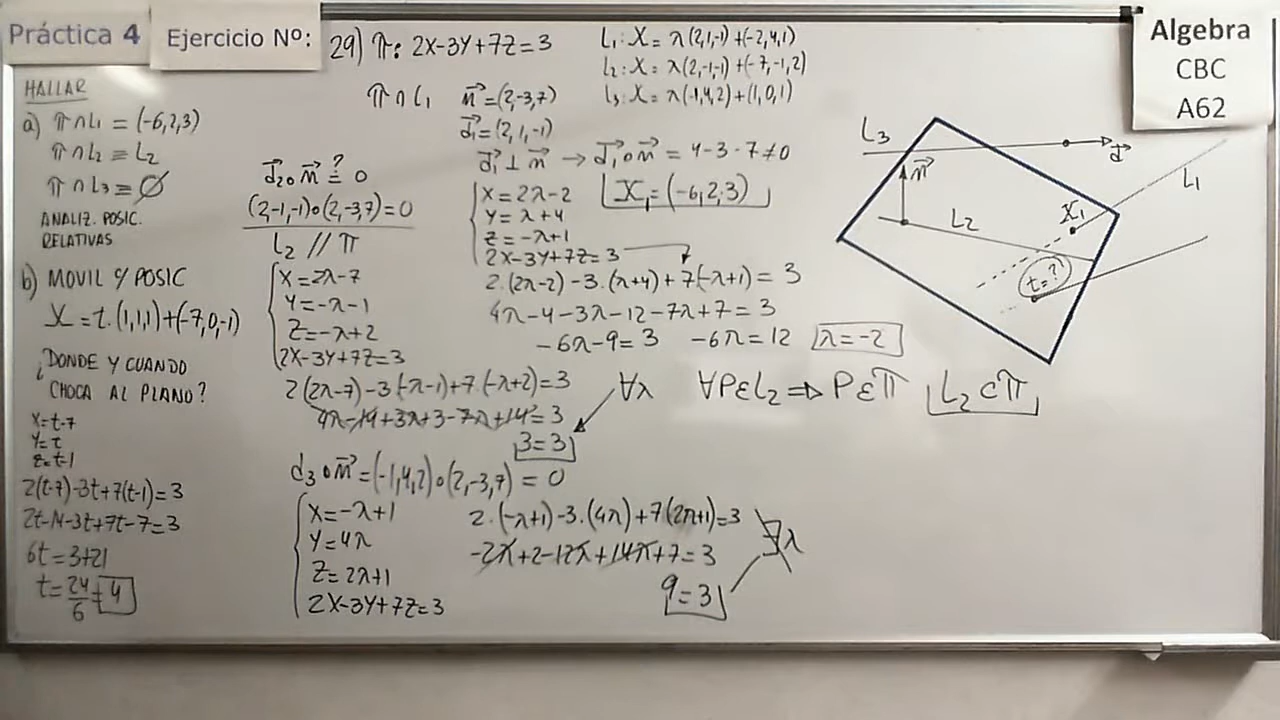 Práctica 4
Ejercicio Nº:
29) π: 2X-3Y+7Z=3
L₁: X = λ(2,1,-1)+(-2,4,1)
L₂: X = λ(2,-1,-1)+(-7,-1,2)
L₃: X = λ(-1,4,2)+(1,0,1)
Algebra
CBC
A62
HALLAR
a) π∩L₁ = (-6,2,3)
π∩L₂ ≡ L₂
π∩L₃ ≡ ∅
ANALIZ. POSIC.
RELATIVAS
b) MOVIL C/ POSIC
X = t.(1,1,1)+(-7,0,-1)
¿DONDE Y CUANDO
CHOCA AL PLANO?
X=t-7
Y=t
Z=t-1
2(t-7)-3t+7(t-1)=3
2t-14-3t+7t-7=3
6t=3+21
t=24/6=4
π∩L₁ n⃗=(2,-3,7)
d⃗₁=(2,1,-1)
d⃗₁⊥n⃗ → d⃗₁∘n⃗ = 4-3-7≠0
X=2λ-2
Y=λ+4
Z=-λ+1
2X-3Y+7Z=3
X₁=(-6,2,3)
2.(2λ-2)-3.(λ+4)+7(-λ+1)=3
4λ-4-3λ-12-7λ+7=3
-6λ-9=3 -6λ=12 λ=-2
d⃗₂∘n⃗ ≟ 0
(2,-1,-1)∘(2,-3,7)=0
L₂ // π
X=2λ-7
Y=-λ-1
Z=-λ+2
2X-3Y+7Z=3
2(2λ-7)-3(-λ-1)+7.(-λ+2)=3
4λ-14+3λ+3-7λ+14=3
3=3
∀λ ∀P∈L₂ ⇒ P∈π L₂⊂π
d₃∘n⃗=(-1,4,2)∘(2,-3,7)=0
X=-λ+1
Y=4λ
Z=2λ+1
2X-3Y+7Z=3
2.(-λ+1)-3.(4λ)+7(2λ+1)=3
-2λ+2-12λ+14λ+7=3
9=3
∄λ
L₃
d⃗
n⃗
L₁
X₁
L₂
t=?